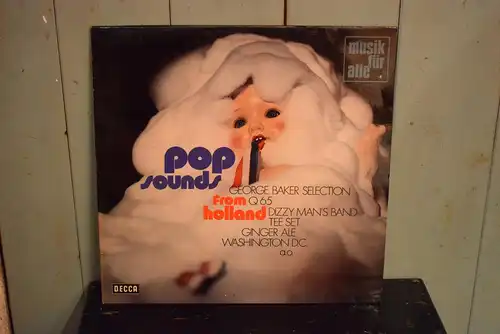 musik
für
alle
pop
sounds
GEORGE BAKER SELECTION
from Q 65
holland DIZZY MAN'S BAND
TEE SET
GINGER ALE
WASHINGTON D.C.
a.o.
DECCA